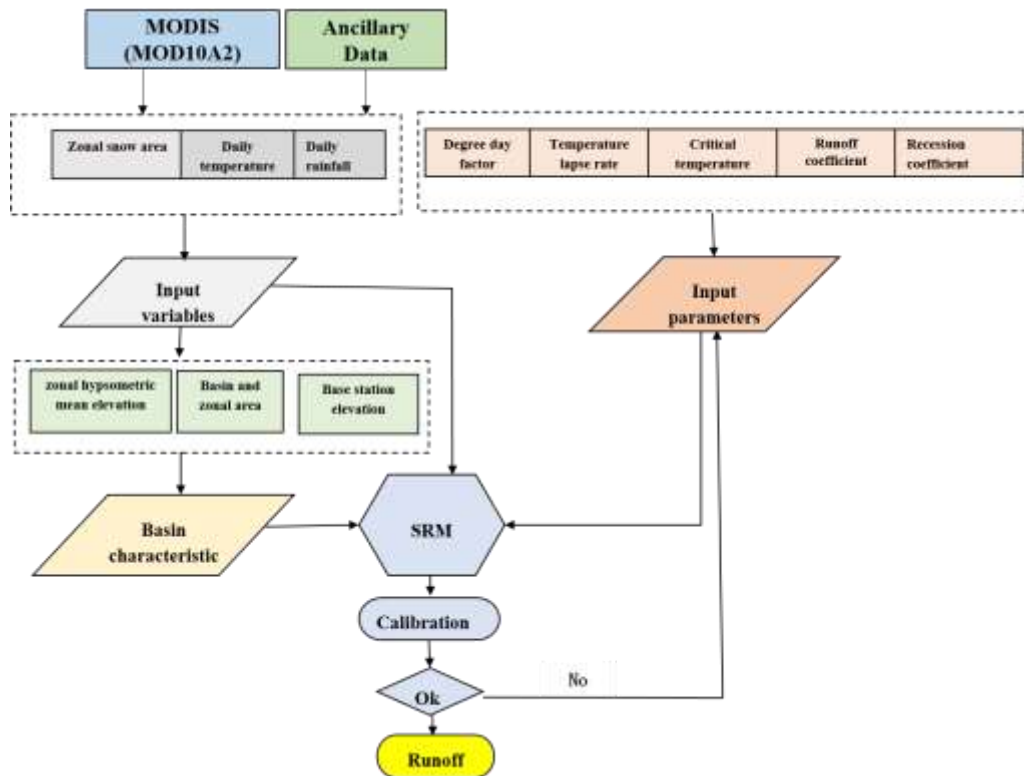 MODIS
(MOD10A2)
Ancillary
Data
Zonal snow area
Daily
temperature
Daily
rainfall
Degree day
factor
Temperature
lapse rate
Critical
temperature
Runoff
coefficient
Recession
coefficient
Input
variables
Input
parameters
zonal hypsometric
mean elevation
Basin and
zonal area
Base station
elevation
Basin
characteristic
SRM
Calibration
Ok
No
Runoff